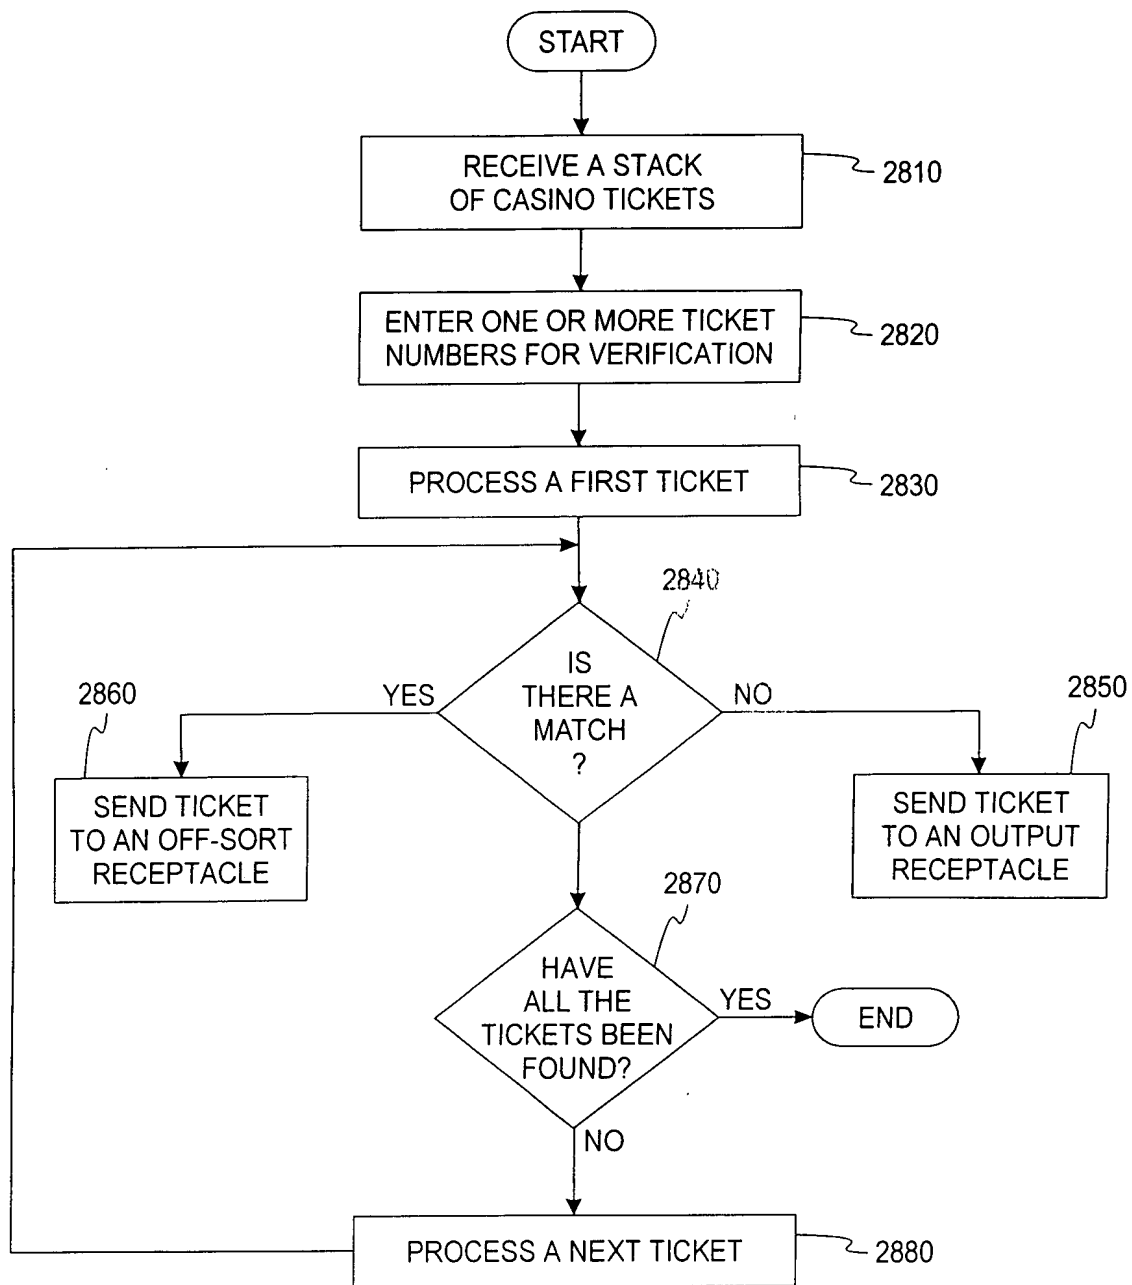 START
RECEIVE A STACK
OF CASINO TICKETS
2810
ENTER ONE OR MORE TICKET
NUMBERS FOR VERIFICATION
2820
PROCESS A FIRST TICKET
2830
2840
IS
THERE A
MATCH
?
YES
NO
2860
SEND TICKET
TO AN OFF-SORT
RECEPTACLE
2850
SEND TICKET
TO AN OUTPUT
RECEPTACLE
2870
HAVE
ALL THE
TICKETS BEEN
FOUND?
YES
END
NO
PROCESS A NEXT TICKET
2880